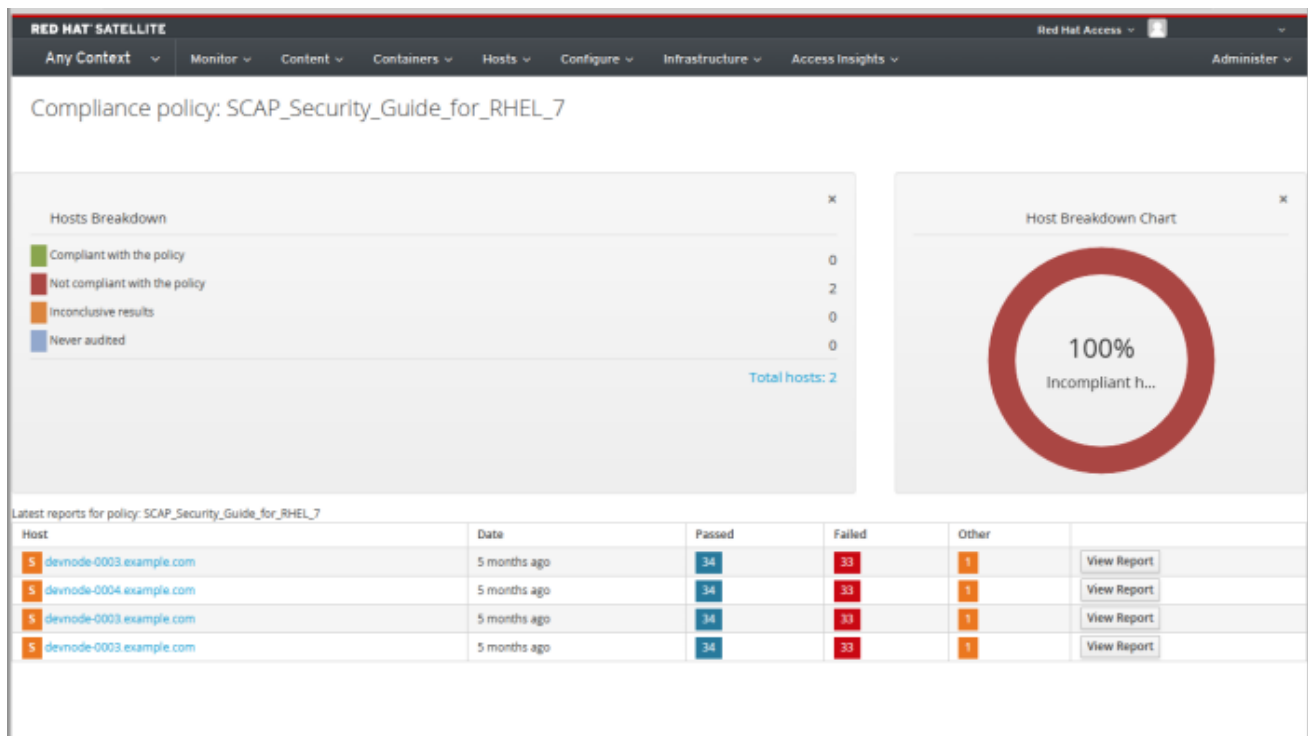 RED HAT SATELLITE
Red Hat Access
Any Context Monitor Content Containers Hosts Configure Infrastructure Access Insights Administer
Compliance policy: SCAP_Security_Guide_for_RHEL_7
Hosts Breakdown
Compliant with the policy 0
Not compliant with the policy 2
Inconclusive results 0
Never audited 0
Total hosts: 2
Host Breakdown Chart
100%
Incompliant h...
Latest reports for policy: SCAP_Security_Guide_for_RHEL_7
Host Date Passed Failed Other
S devnode-0003.example.com 5 months ago 34 33 1 View Report
S devnode-0004.example.com 5 months ago 34 33 1 View Report
S devnode-0003.example.com 5 months ago 34 33 1 View Report
S devnode-0003.example.com 5 months ago 34 33 1 View Report